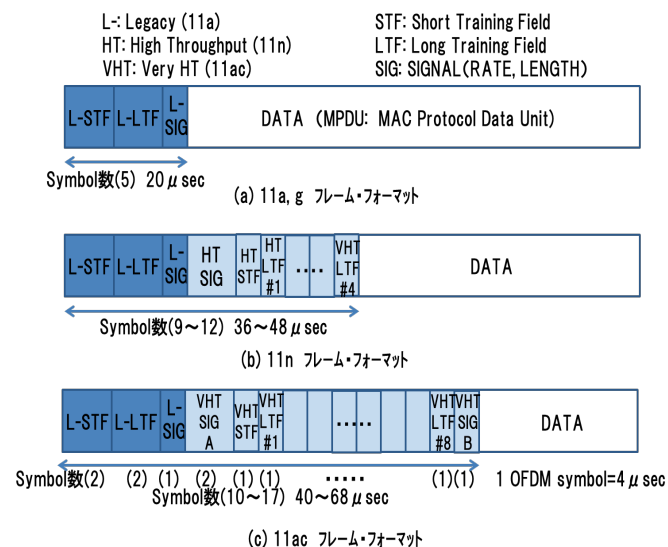 L-: Legacy (11a)
STF: Short Training Field
HT: High Throughput (11n)
LTF: Long Training Field
VHT: Very HT (11ac)
SIG: SIGNAL(RATE, LENGTH)
L-STF L-LTF L-SIG DATA (MPDU: MAC Protocol Data Unit)
Symbol数(5) 20μsec
(a) 11a, g フレーム・フォーマット
L-STF L-LTF L-SIG HT SIG HT STF HT LTF #1 ‥‥ VHT LTF #4 DATA
Symbol数(9~12) 36~48μsec
(b) 11n フレーム・フォーマット
L-STF L-LTF L-SIG VHT SIG A VHT STF VHT LTF #1 ‥‥‥ VHT LTF #8 VHT SIG B DATA
Symbol数(2) (2) (1) (2) (1) (1) ‥‥‥ (1) (1) 1 OFDM symbol=4μsec
Symbol数(10~17) 40~68μsec
(c) 11ac フレーム・フォーマット